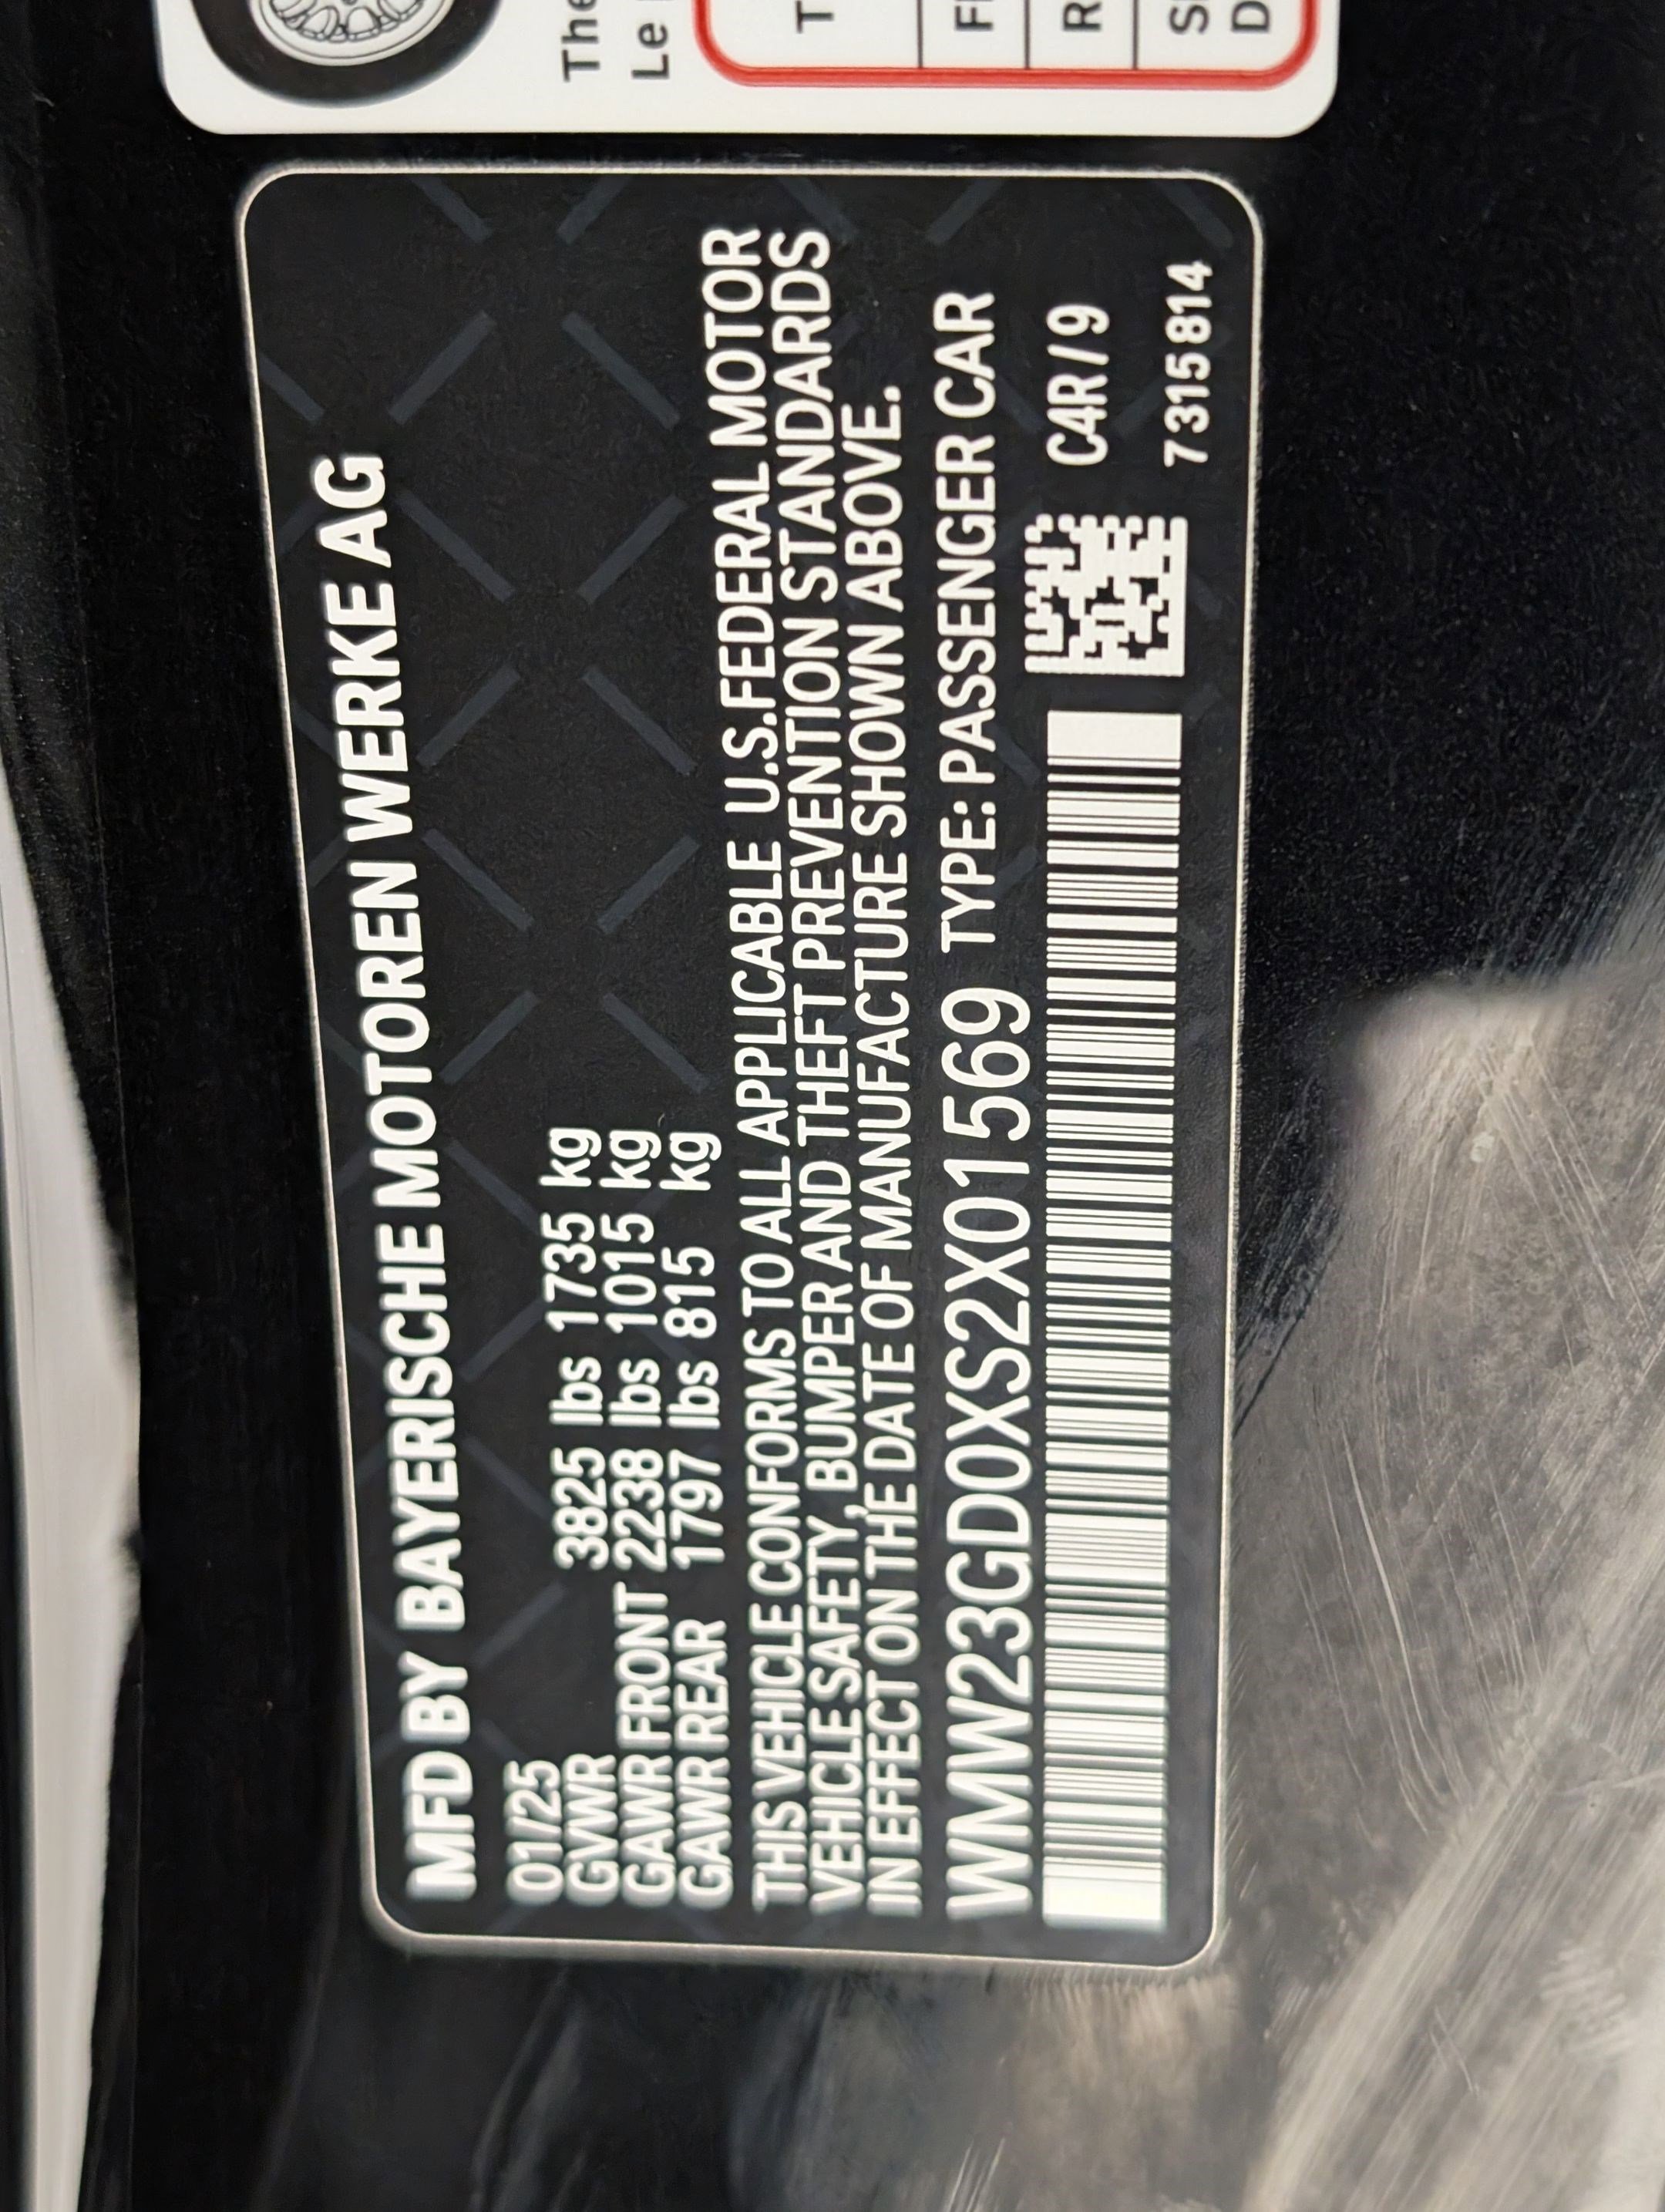 MFD BY BAYERISCHE MOTOREN WERKE AG
01/25
GVWR 3825 lbs 1735 kg
GAWR FRONT 2238 lbs 1015 kg
GAWR REAR 1797 lbs 815 kg
THIS VEHICLE CONFORMS TO ALL APPLICABLE U.S.FEDERAL MOTOR
VEHICLE SAFETY, BUMPER AND THEFT PREVENTION STANDARDS
IN EFFECT ON THE DATE OF MANUFACTURE SHOWN ABOVE.
WMW23GD0XS2X01569 TYPE: PASSENGER CAR
C4R/9
7315814
The
Le